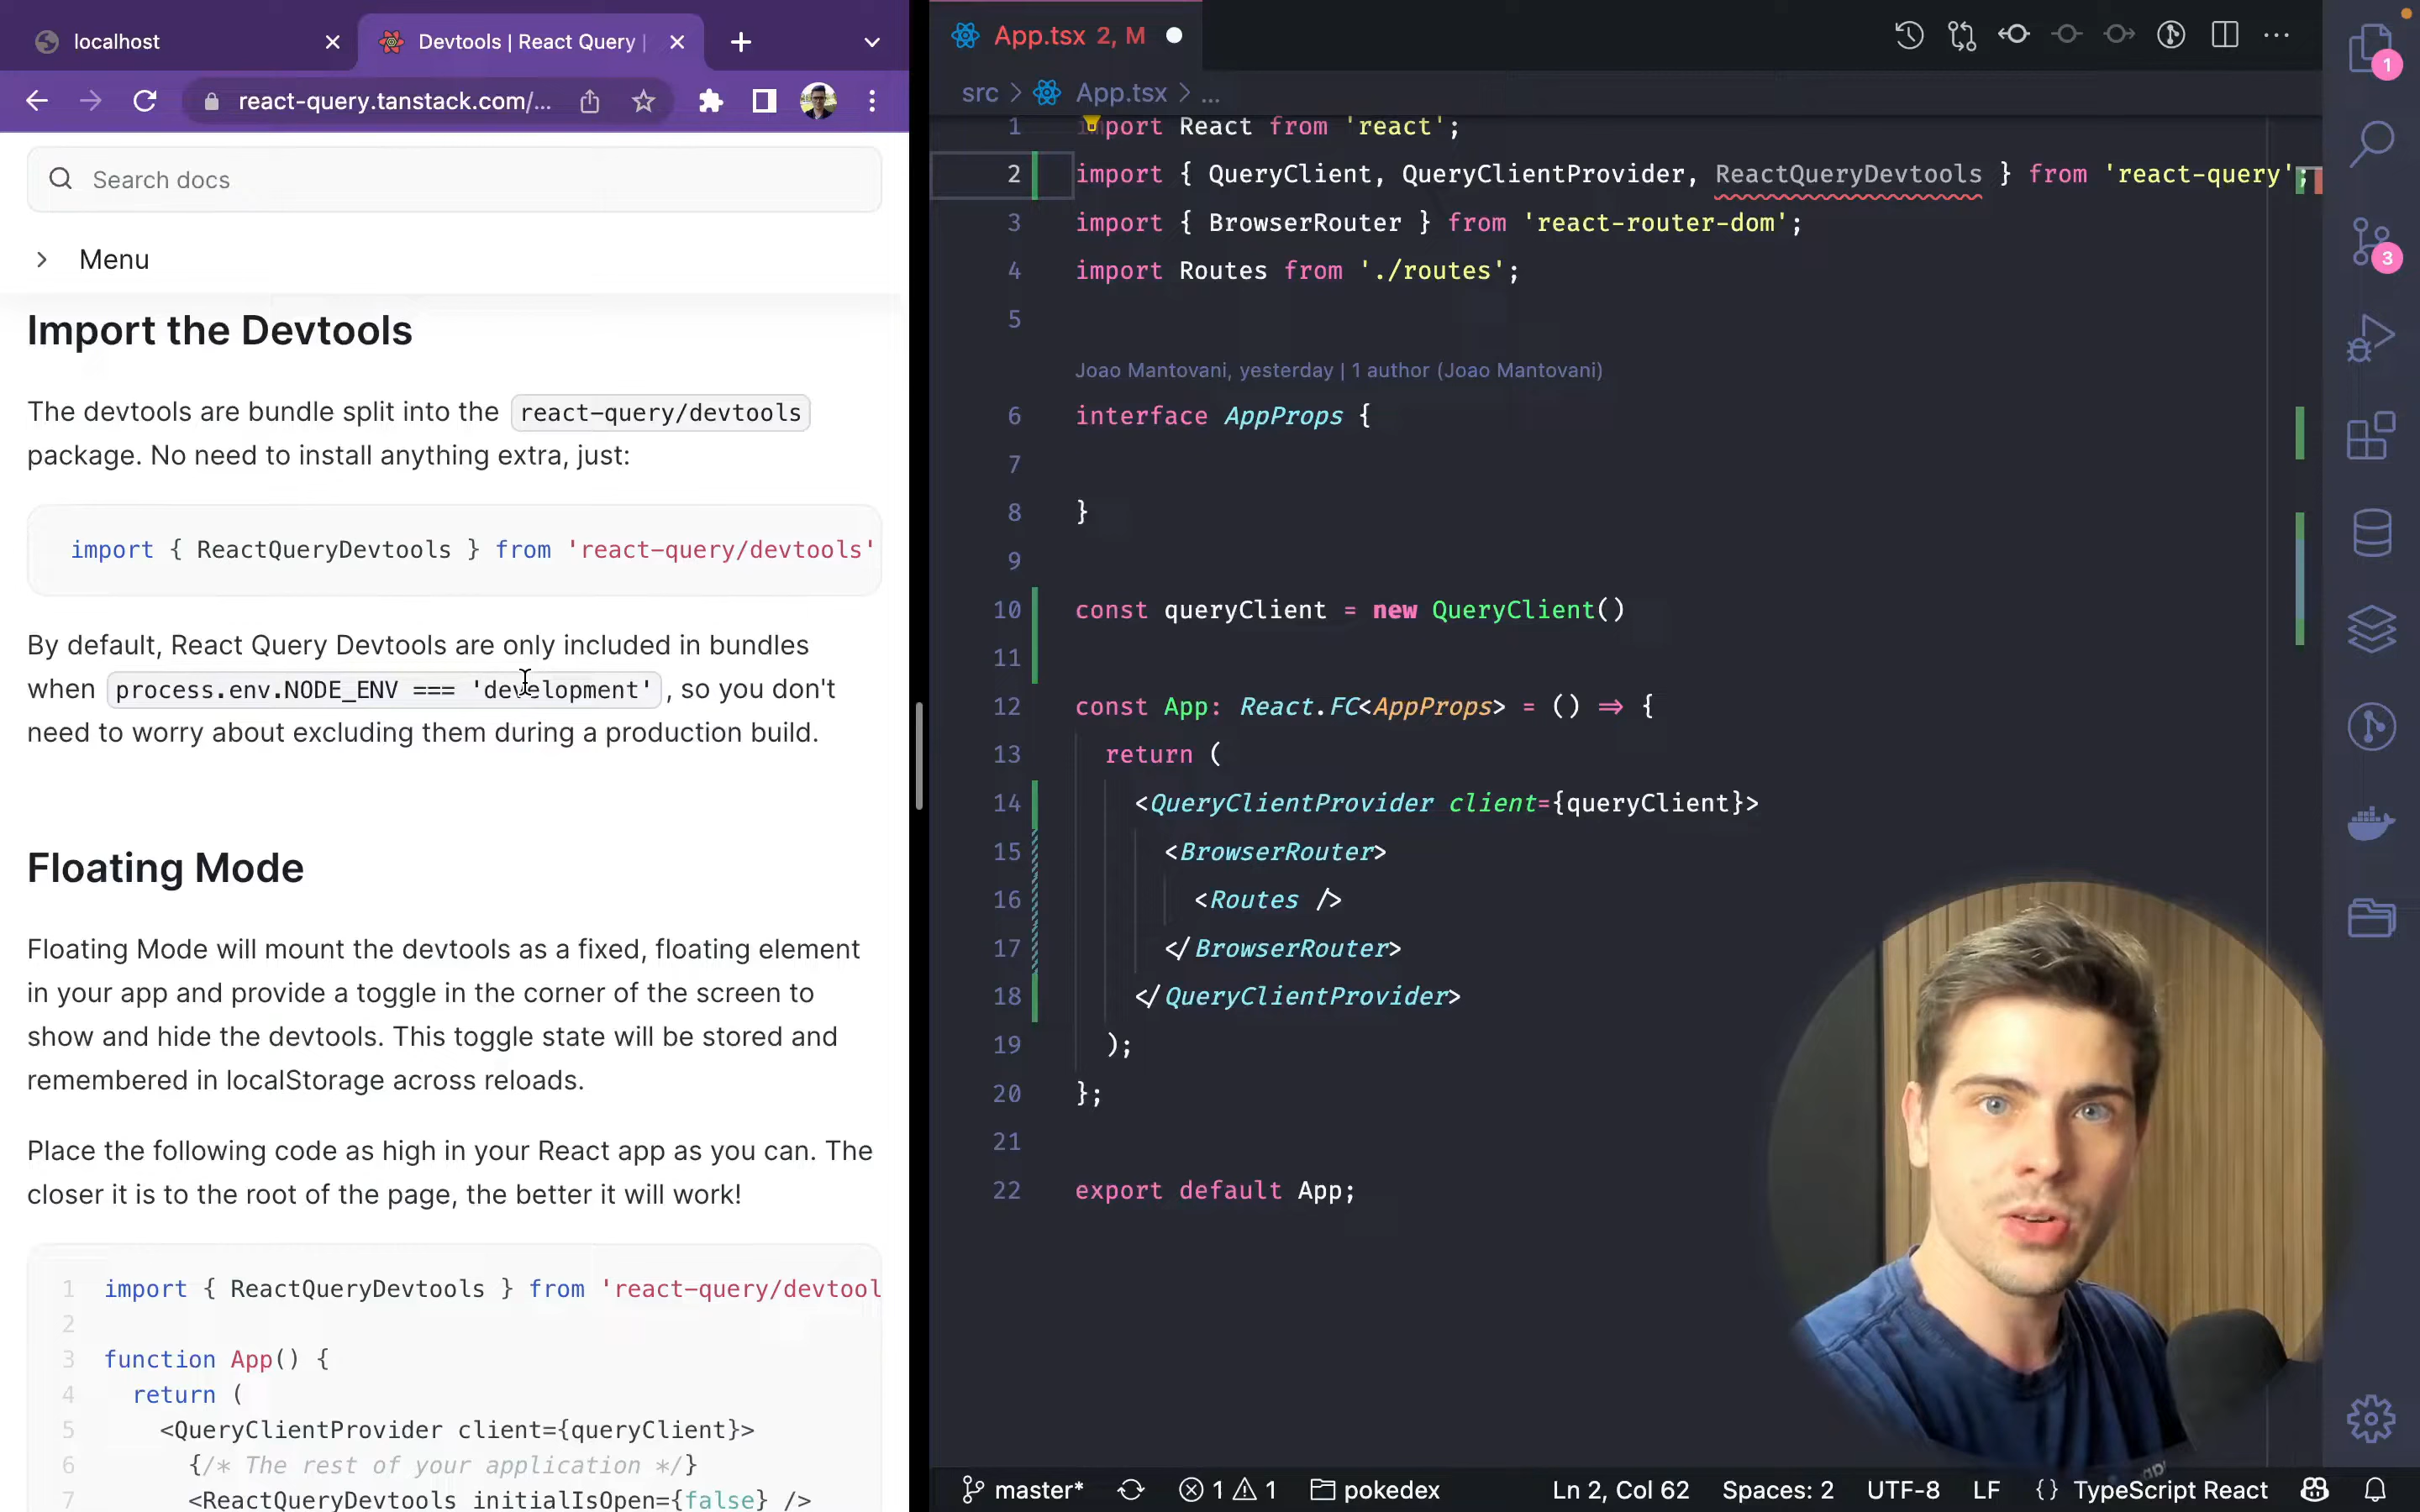 localhost
Devtools | React Query |
react-query.tanstack.com/...
Search docs
Menu
Import the Devtools
The devtools are bundle split into the react-query/devtools
package. No need to install anything extra, just:
import { ReactQueryDevtools } from 'react-query/devtools'
By default, React Query Devtools are only included in bundles
when process.env.NODE_ENV === 'development' , so you don't
need to worry about excluding them during a production build.
Floating Mode
Floating Mode will mount the devtools as a fixed, floating element
in your app and provide a toggle in the corner of the screen to
show and hide the devtools. This toggle state will be stored and
remembered in localStorage across reloads.
Place the following code as high in your React app as you can. The
closer it is to the root of the page, the better it will work!
1 import { ReactQueryDevtools } from 'react-query/devtool
2
3 function App() {
4 return (
5 <QueryClientProvider client={queryClient}>
6 {/* The rest of your application */}
7 <ReactQueryDevtools initialIsOpen={false} />
App.tsx 2, M
src > App.tsx > ...
1 import React from 'react';
2 import { QueryClient, QueryClientProvider, ReactQueryDevtools } from 'react-query';
3 import { BrowserRouter } from 'react-router-dom';
4 import Routes from './routes';
5
Joao Mantovani, yesterday | 1 author (Joao Mantovani)
6 interface AppProps {
7
8 }
9
10 const queryClient = new QueryClient()
11
12 const App: React.FC<AppProps> = () => {
13 return (
14 <QueryClientProvider client={queryClient}>
15 <BrowserRouter>
16 <Routes />
17 </BrowserRouter>
18 </QueryClientProvider>
19 );
20 };
21
22 export default App;
1
3
master* 1 1 pokedex Ln 2, Col 62 Spaces: 2 UTF-8 LF {} TypeScript React